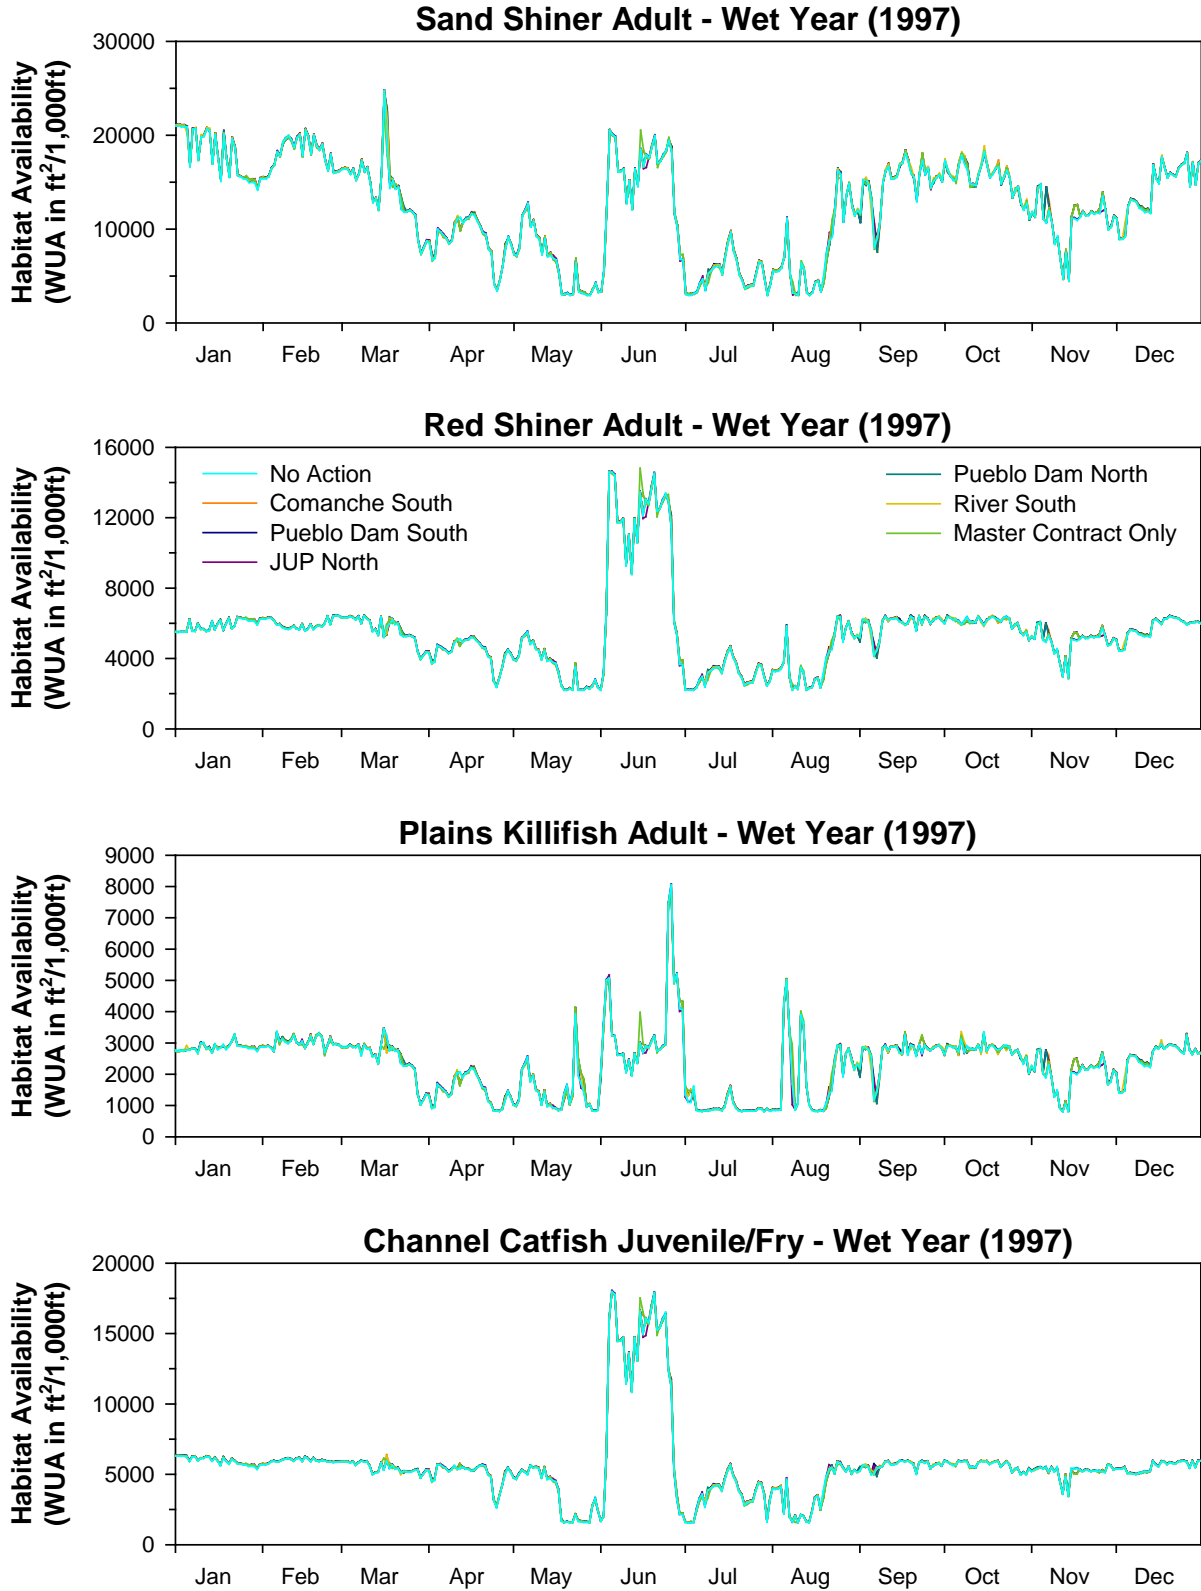 Sand Shiner Adult - Wet Year (1997)
Habitat Availability
(WUA in ft²/1,000ft)
30000
20000
10000
0
Jan Feb Mar Apr May Jun Jul Aug Sep Oct Nov Dec
Red Shiner Adult - Wet Year (1997)
Habitat Availability
(WUA in ft²/1,000ft)
16000
12000
8000
4000
0
No Action
Comanche South
Pueblo Dam South
JUP North
Pueblo Dam North
River South
Master Contract Only
Jan Feb Mar Apr May Jun Jul Aug Sep Oct Nov Dec
Plains Killifish Adult - Wet Year (1997)
Habitat Availability
(WUA in ft²/1,000ft)
9000
8000
7000
6000
5000
4000
3000
2000
1000
0
Jan Feb Mar Apr May Jun Jul Aug Sep Oct Nov Dec
Channel Catfish Juvenile/Fry - Wet Year (1997)
Habitat Availability
(WUA in ft²/1,000ft)
20000
15000
10000
5000
0
Jan Feb Mar Apr May Jun Jul Aug Sep Oct Nov Dec